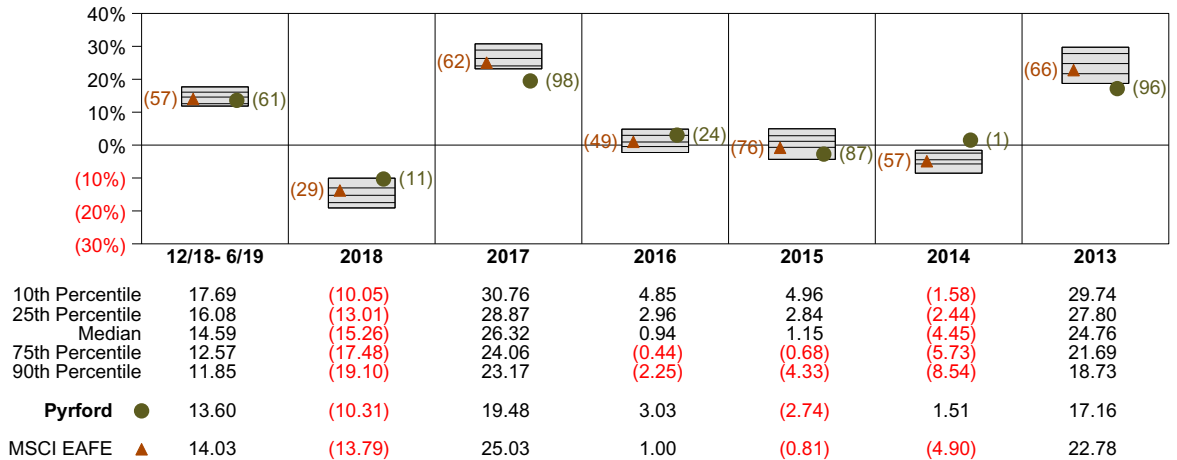 40%
30%
20%
10%
0%
(10%)
(20%)
(30%)
(57) (61)
(29) (11)
(62) (98)
(49) (24)
(76) (87)
(57) (1)
(66) (96)
12/18- 6/19 2018 2017 2016 2015 2014 2013
10th Percentile 17.69 (10.05) 30.76 4.85 4.96 (1.58) 29.74
25th Percentile 16.08 (13.01) 28.87 2.96 2.84 (2.44) 27.80
Median 14.59 (15.26) 26.32 0.94 1.15 (4.45) 24.76
75th Percentile 12.57 (17.48) 24.06 (0.44) (0.68) (5.73) 21.69
90th Percentile 11.85 (19.10) 23.17 (2.25) (4.33) (8.54) 18.73
Pyrford 13.60 (10.31) 19.48 3.03 (2.74) 1.51 17.16
MSCI EAFE 14.03 (13.79) 25.03 1.00 (0.81) (4.90) 22.78